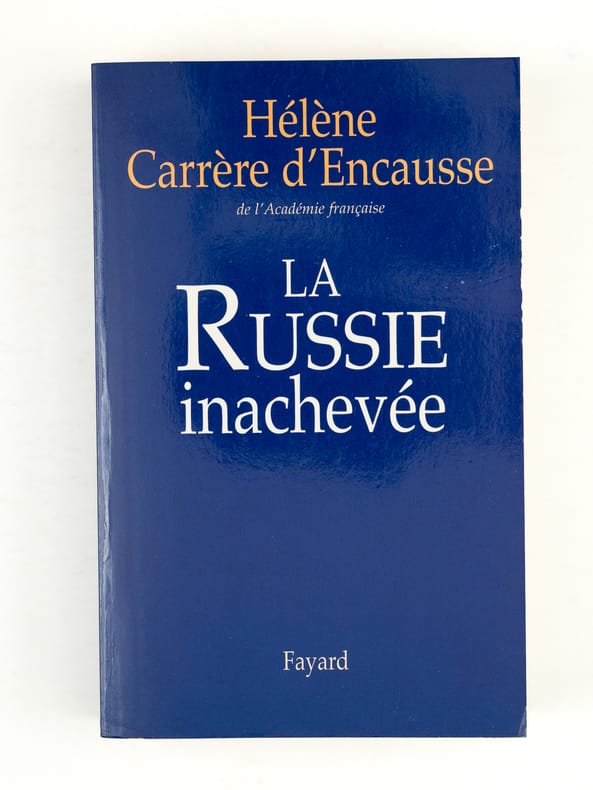 Hélène
Carrère d'Encausse
de l'Académie française
LA
RUSSIE
inachevée
Fayard